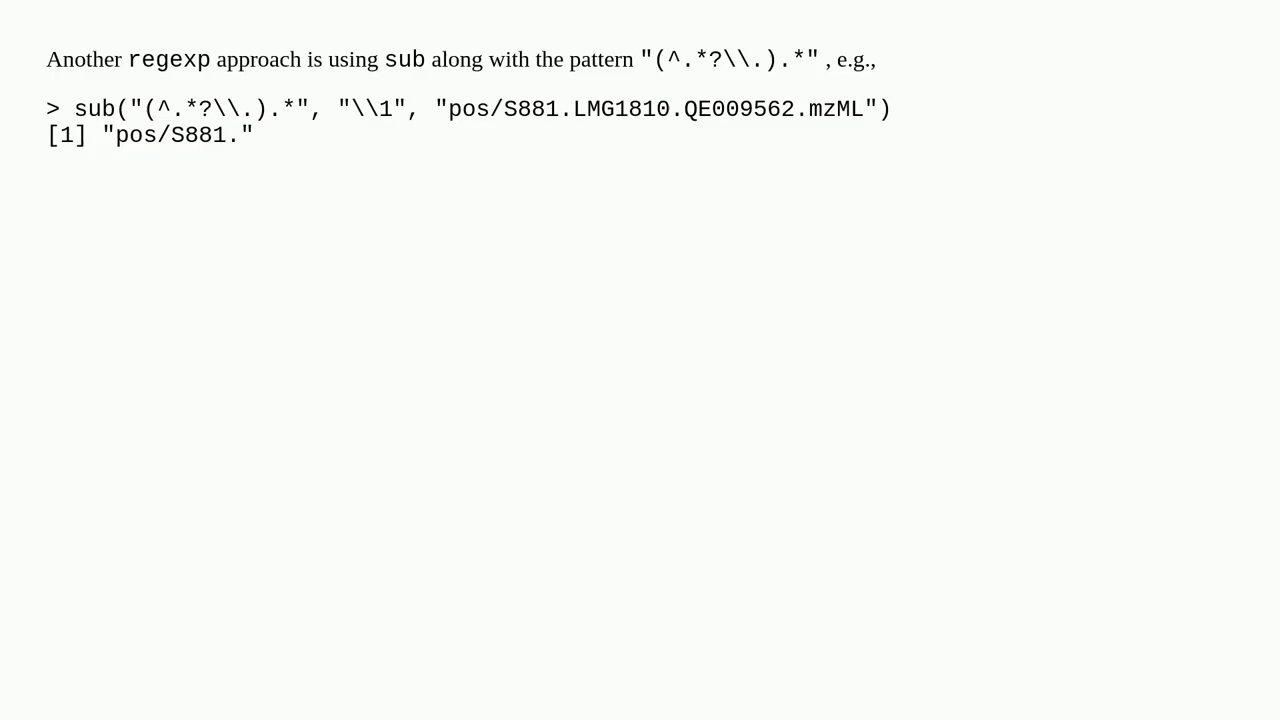 Another regexp approach is using sub along with the pattern "(^.*?\\.).*" , e.g.,
> sub("(^.*?\\.).*", "\\1", "pos/S881.LMG1810.QE009562.mzML")
[1] "pos/S881."